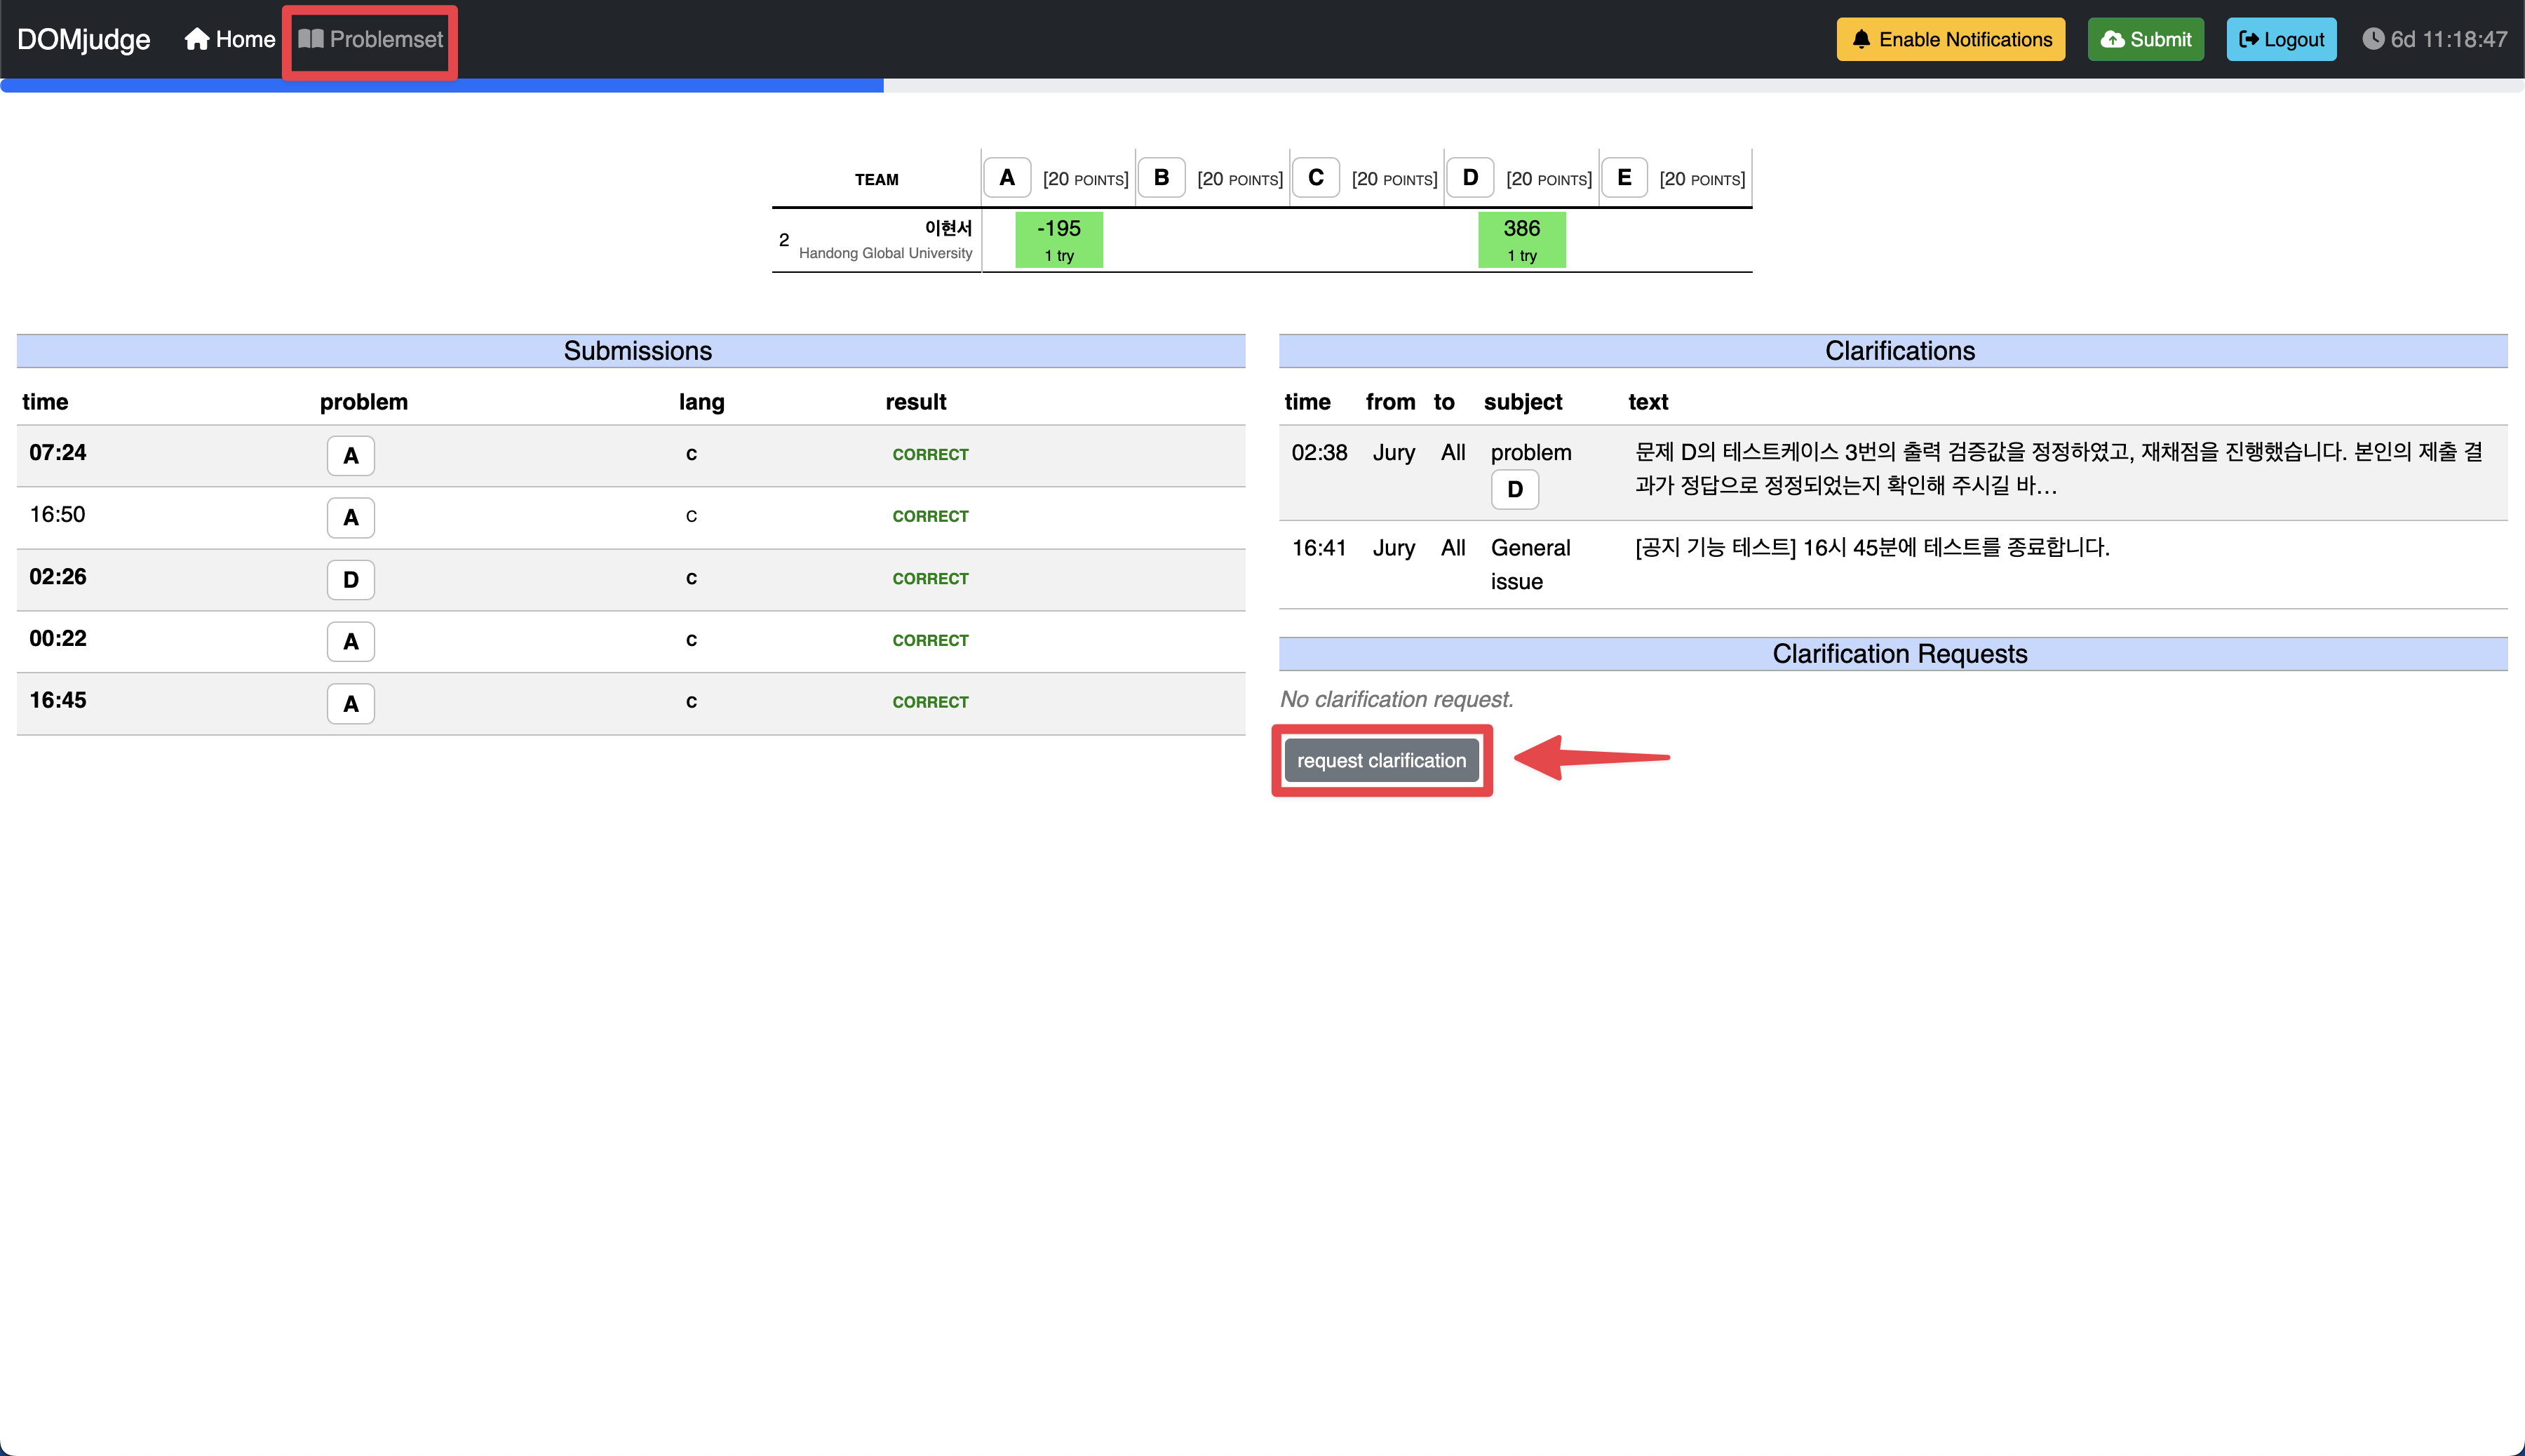 DOMjudge Home Problemset Enable Notifications Submit Logout 6d 11:18:47
TEAM A [20 POINTS] B [20 POINTS] C [20 POINTS] D [20 POINTS] E [20 POINTS]
2 이현서 -195 386
Handong Global University 1 try 1 try
Submissions
time problem lang result
07:24 A C CORRECT
16:50 A C CORRECT
02:26 D C CORRECT
00:22 A C CORRECT
16:45 A C CORRECT
Clarifications
time from to subject text
02:38 Jury All problem 문제 D의 테스트케이스 3번의 출력 검증값을 정정하였고, 재채점을 진행했습니다. 본인의 제출 결
D 과가 정답으로 정정되었는지 확인해 주시길 바...
16:41 Jury All General [공지 기능 테스트] 16시 45분에 테스트를 종료합니다.
issue
Clarification Requests
No clarification request.
request clarification